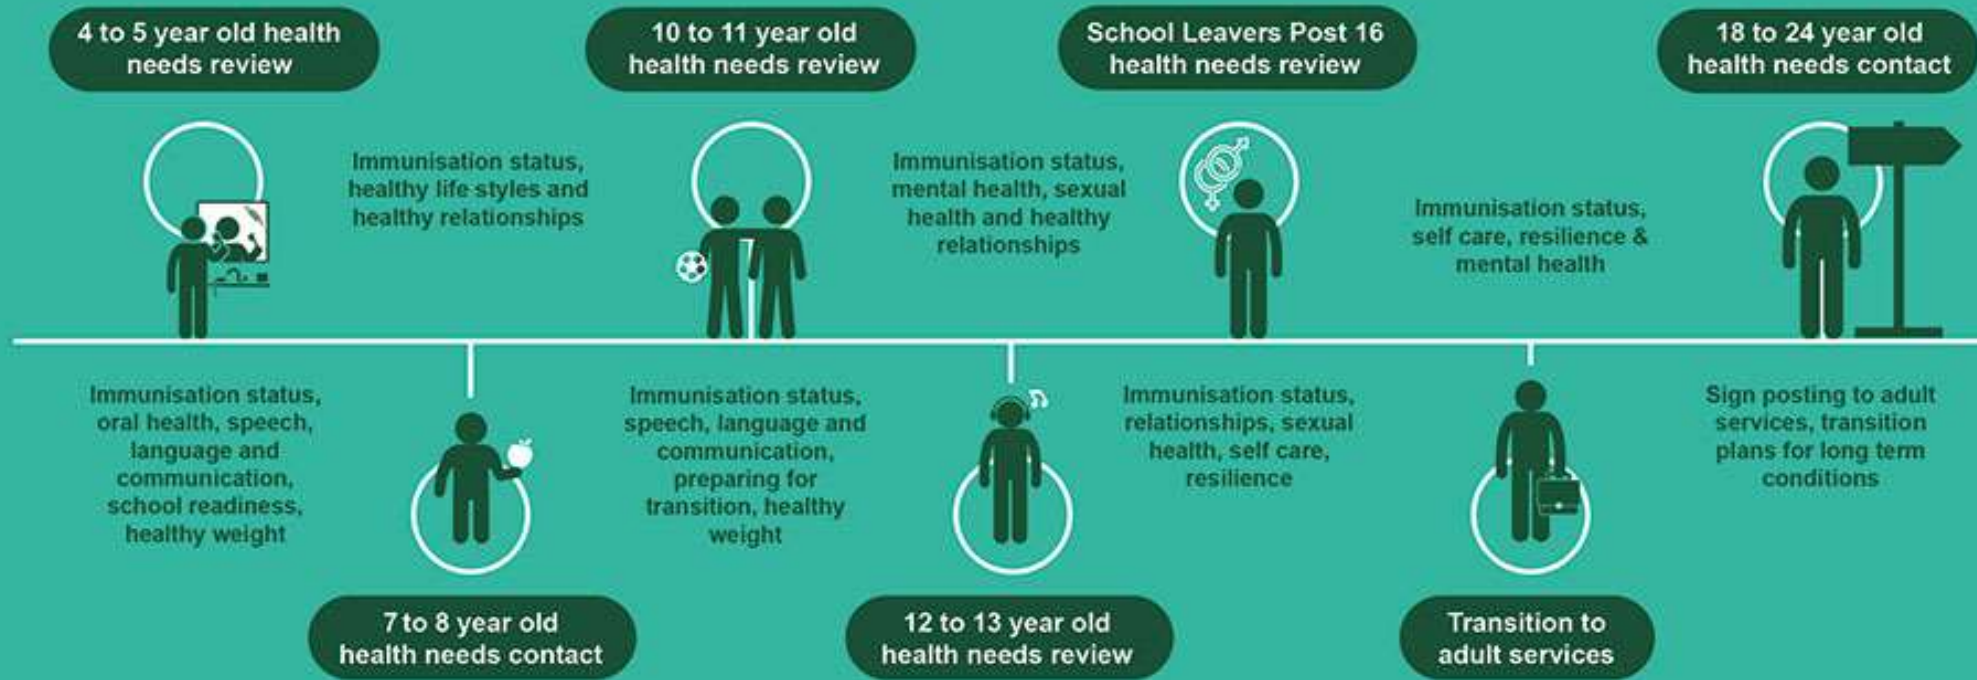 4 to 5 year old health
needs review
10 to 11 year old
health needs review
School Leavers Post 16
health needs review
18 to 24 year old
health needs contact
Immunisation status,
healthy life styles and
healthy relationships
Immunisation status,
mental health, sexual
health and healthy
relationships
Immunisation status,
self care, resilience &
mental health
Immunisation status,
oral health, speech,
language and
communication,
school readiness,
healthy weight
Immunisation status,
speech, language and
communication,
preparing for
transition, healthy
weight
Immunisation status,
relationships, sexual
health, self care,
resilience
Sign posting to adult
services, transition
plans for long term
conditions
7 to 8 year old
health needs contact
12 to 13 year old
health needs review
Transition to
adult services